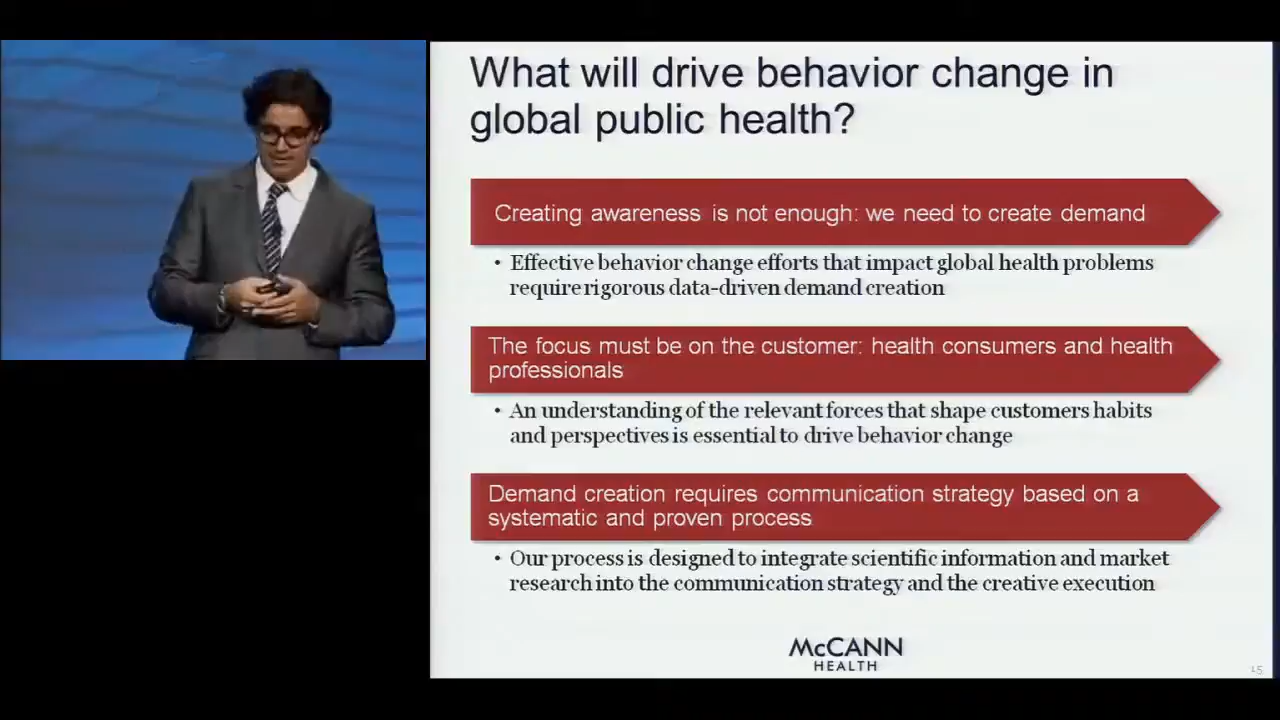 What will drive behavior change in
global public health?
Creating awareness is not enough: we need to create demand
• Effective behavior change efforts that impact global health problems
require rigorous data-driven demand creation
The focus must be on the customer: health consumers and health
professionals
• An understanding of the relevant forces that shape customers habits
and perspectives is essential to drive behavior change
Demand creation requires communication strategy based on a
systematic and proven process
• Our process is designed to integrate scientific information and market
research into the communication strategy and the creative execution
McCANN
HEALTH
15